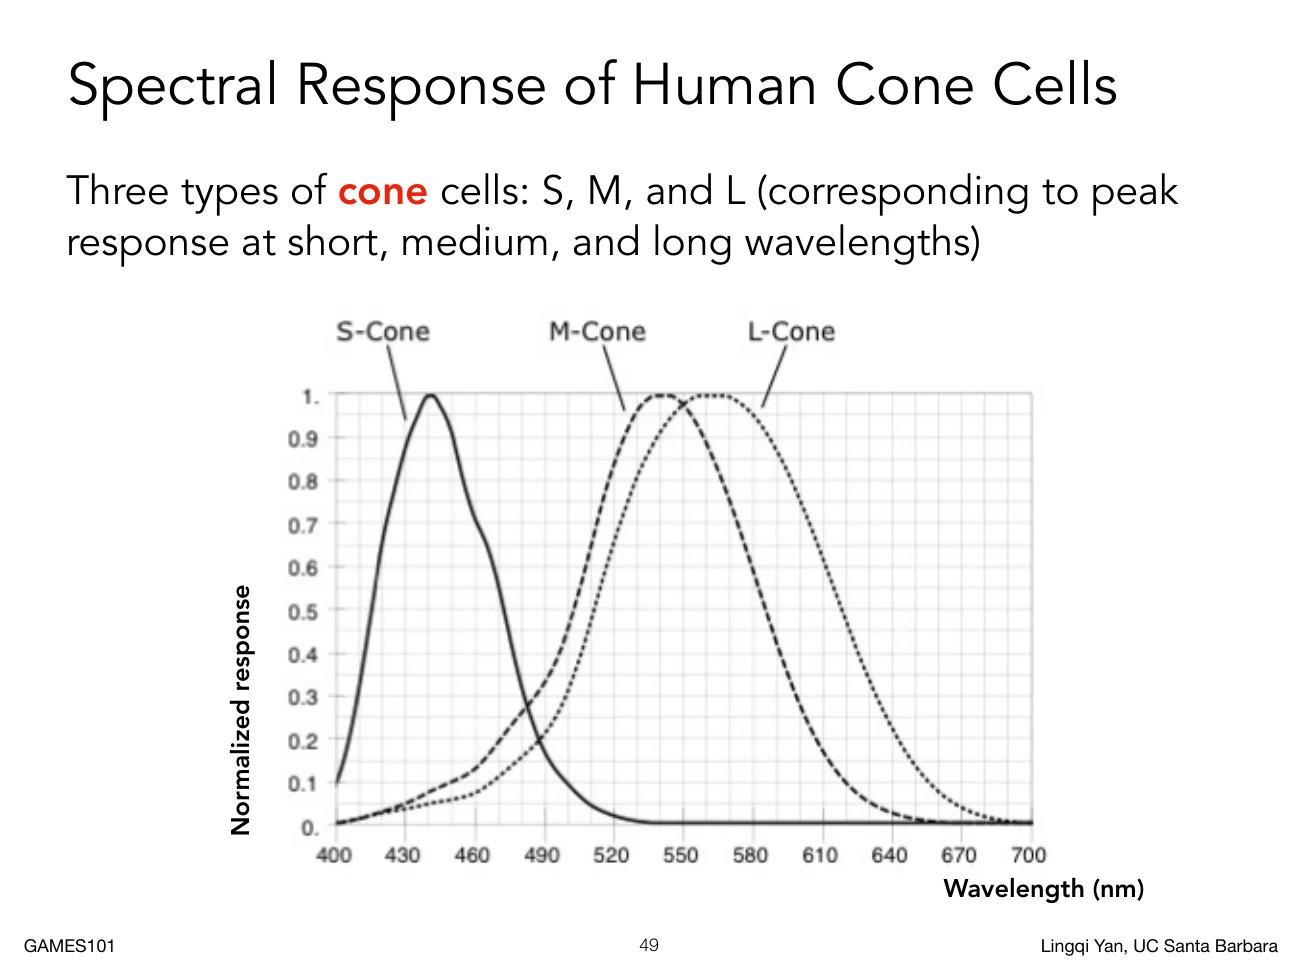 Spectral Response of Human Cone Cells
Three types of cone cells: S, M, and L (corresponding to peak
response at short, medium, and long wavelengths)
S-Cone M-Cone L-Cone
1.
0.9
0.8
0.7
0.6
0.5
0.4
0.3
0.2
0.1
0.
Normalized response
400 430 460 490 520 550 580 610 640 670 700
Wavelength (nm)
GAMES101 49 Lingqi Yan, UC Santa Barbara